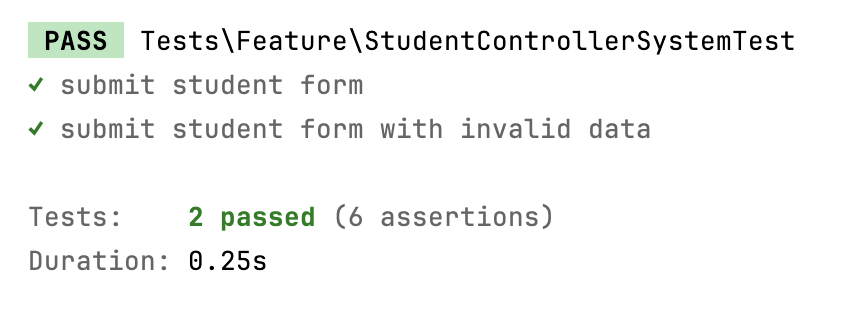 PASS Tests\Feature\StudentControllerSystemTest
✓ submit student form
✓ submit student form with invalid data
Tests: 2 passed (6 assertions)
Duration: 0.25s